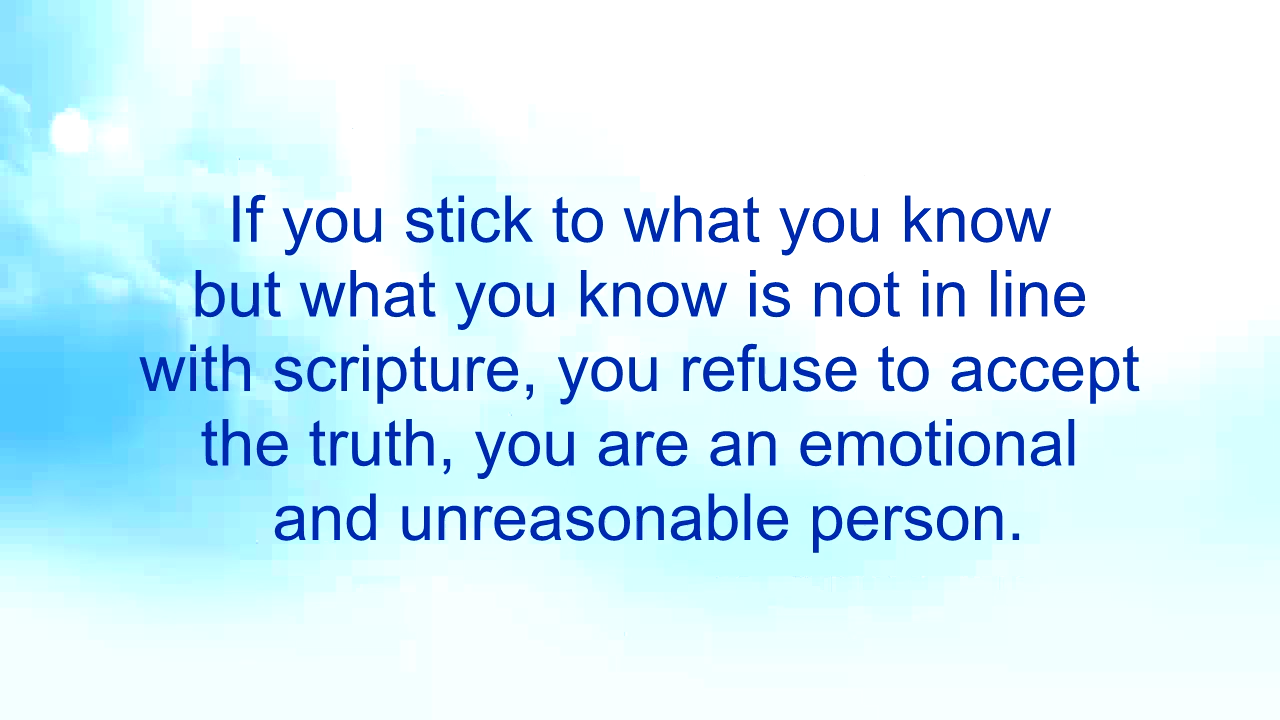 If you stick to what you know
but what you know is not in line
with scripture, you refuse to accept
the truth, you are an emotional
and unreasonable person.